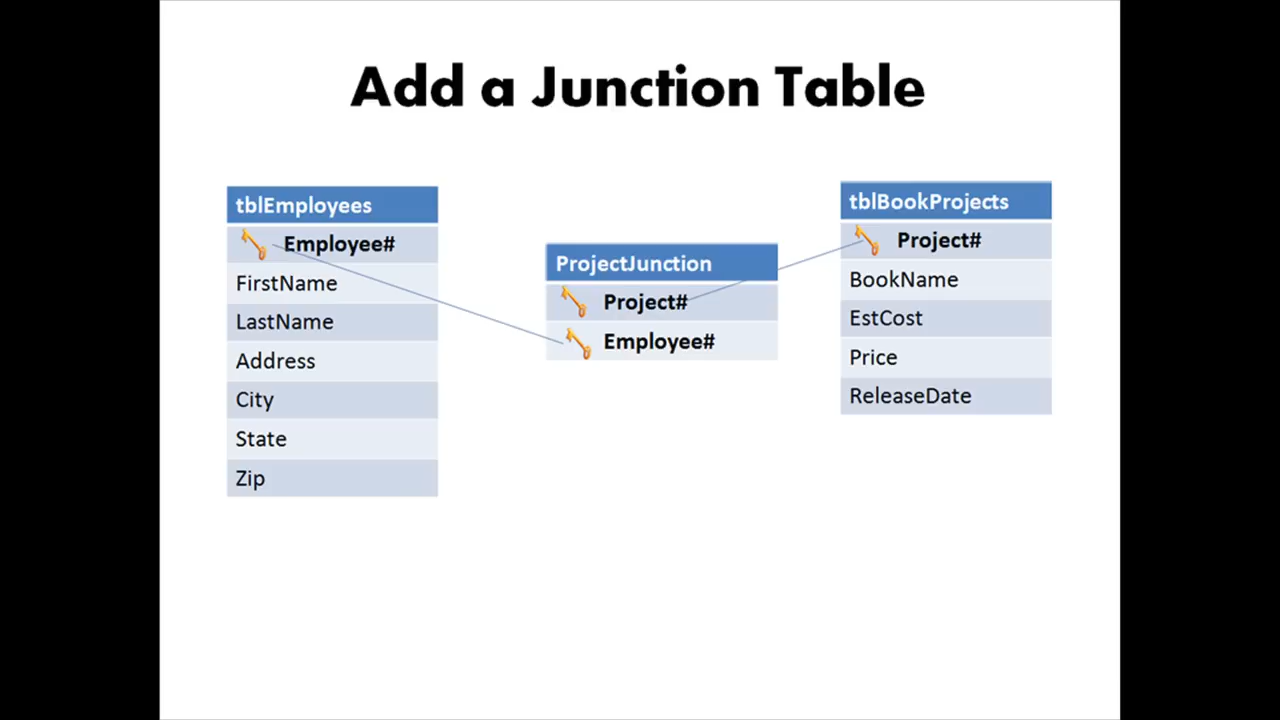 Add a Junction Table
tblEmployees
Employee#
FirstName
LastName
Address
City
State
Zip
ProjectJunction
Project#
Employee#
tblBookProjects
Project#
BookName
EstCost
Price
ReleaseDate